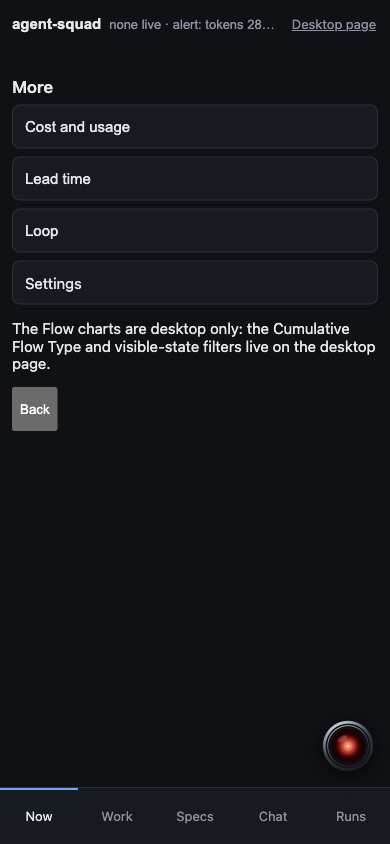 agent-squad none live · alert: tokens 28... Desktop page
More
Cost and usage
Lead time
Loop
Settings
The Flow charts are desktop only: the Cumulative
Flow Type and visible-state filters live on the desktop
page.
Back
Now Work Specs Chat Runs